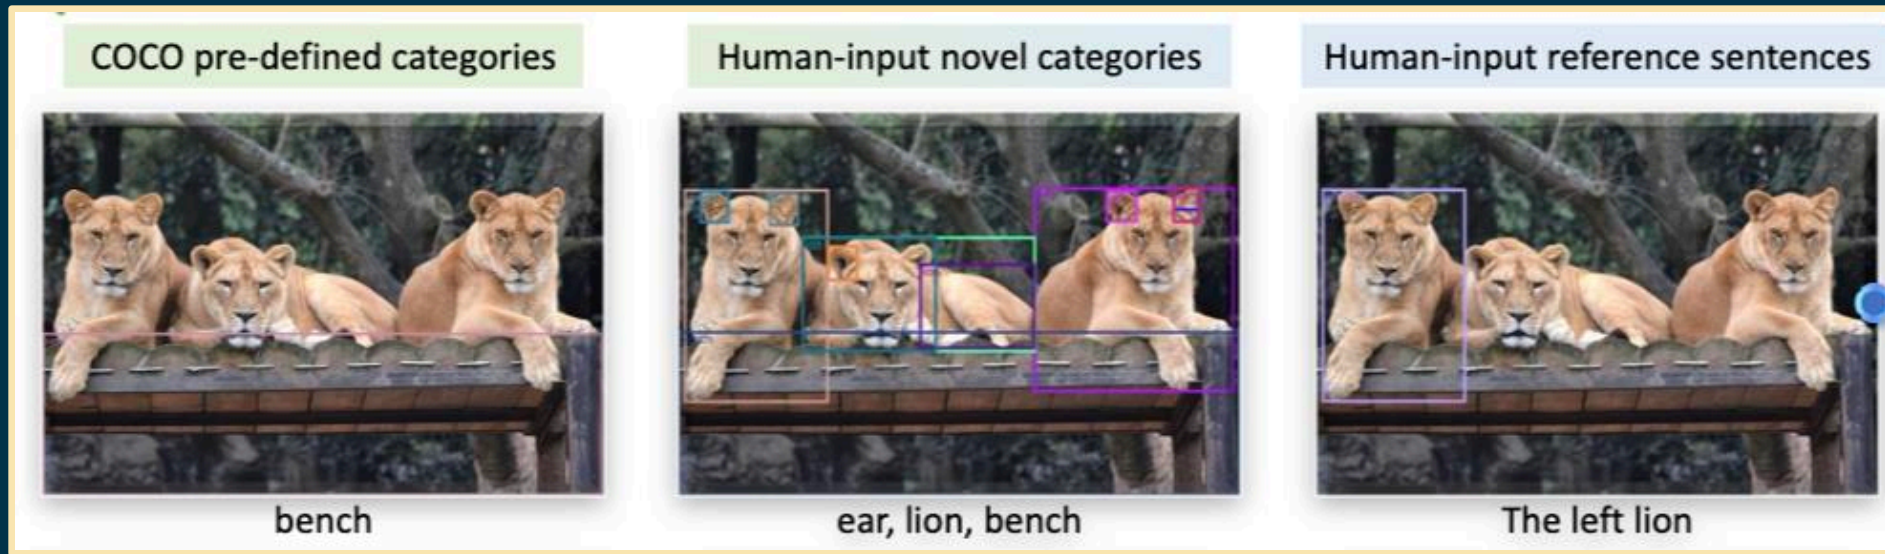 COCO pre-defined categories
Human-input novel categories
Human-input reference sentences
bench
ear, lion, bench
The left lion